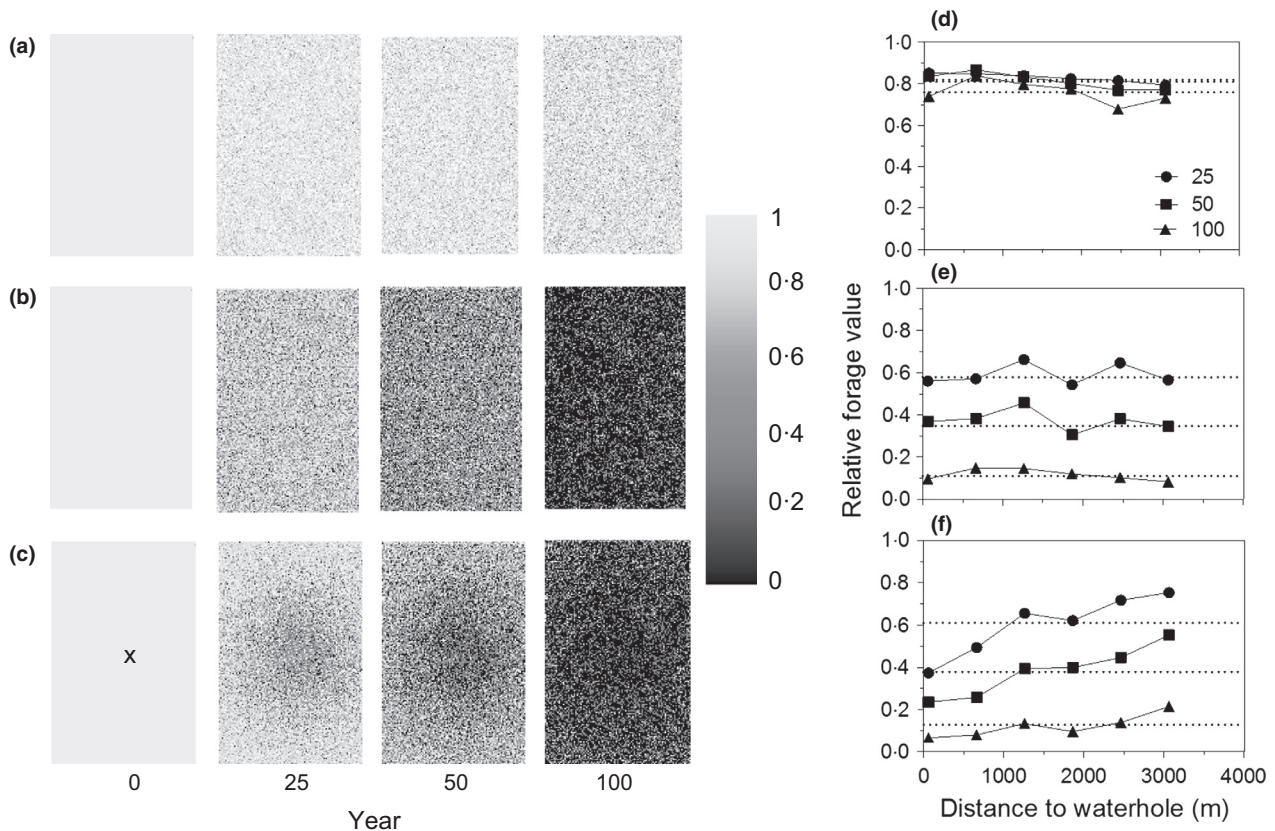 (a)
(b)
(c)
x
0 25 50 100
Year
1
0·8
0·6
0·4
0·2
0
(d)
1·0
0·8
0·6
0·4
0·2
0·0
25
50
100
(e)
1·0
0·8
0·6
0·4
0·2
0·0
Relative forage value
(f)
1·0
0·8
0·6
0·4
0·2
0·0
0 1000 2000 3000 4000
Distance to waterhole (m)